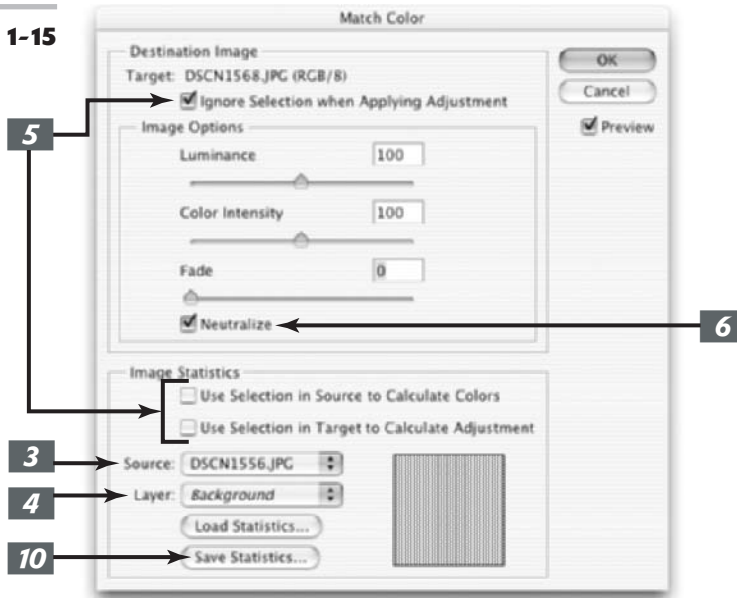 1-15
Match Color
Destination Image
Target: DSCN1568.JPG (RGB/8)
Ignore Selection when Applying Adjustment
5
Image Options
Luminance 100
Color Intensity 100
Fade 0
Neutralize
6
OK
Cancel
Preview
Image Statistics
Use Selection in Source to Calculate Colors
Use Selection in Target to Calculate Adjustment
3
Source: DSCN1556.JPG
4
Layer: Background
Load Statistics...
10
Save Statistics...